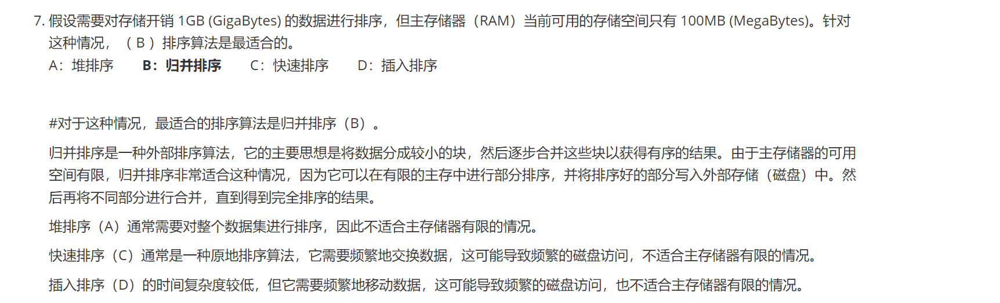 7. 假设需要对存储开销 1GB (GigaBytes) 的数据进行排序，但主存储器（RAM）当前可用的存储空间只有 100MB (MegaBytes)。针对
这种情况，（ B ）排序算法是最适合的。
A：堆排序 B：归并排序 C：快速排序 D：插入排序
#对于这种情况，最适合的排序算法是归并排序（B）。
归并排序是一种外部排序算法，它的主要思想是将数据分成较小的块，然后逐步合并这些块以获得有序的结果。由于主存储器的可用
空间有限，归并排序非常适合这种情况，因为它可以在有限的主存中进行部分排序，并将排序好的部分写入外部存储（磁盘）中。然
后再将不同部分进行合并，直到得到完全排序的结果。
堆排序（A）通常需要对整个数据集进行排序，因此不适合主存储器有限的情况。
快速排序（C）通常是一种原地排序算法，它需要频繁地交换数据，这可能导致频繁的磁盘访问，不适合主存储器有限的情况。
插入排序（D）的时间复杂度较低，但它需要频繁地移动数据，这可能导致频繁的磁盘访问，也不适合主存储器有限的情况。